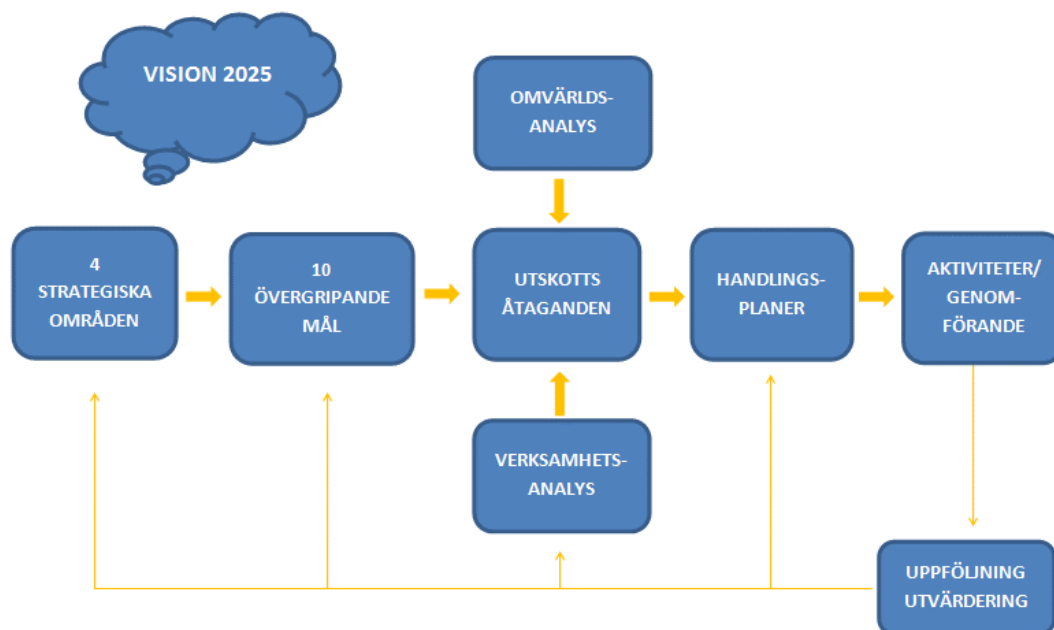 VISION 2025
OMVÄRLDS-
ANALYS
4
STRATEGISKA
OMRÅDEN
10
ÖVERGRIPANDE
MÅL
UTSKOTTS
ÅTAGANDEN
HANDLINGS-
PLANER
AKTIVITETER/
GENOM-
FÖRANDE
VERKSAMHETS-
ANALYS
UPPFÖLJNING
UTVÄRDERING